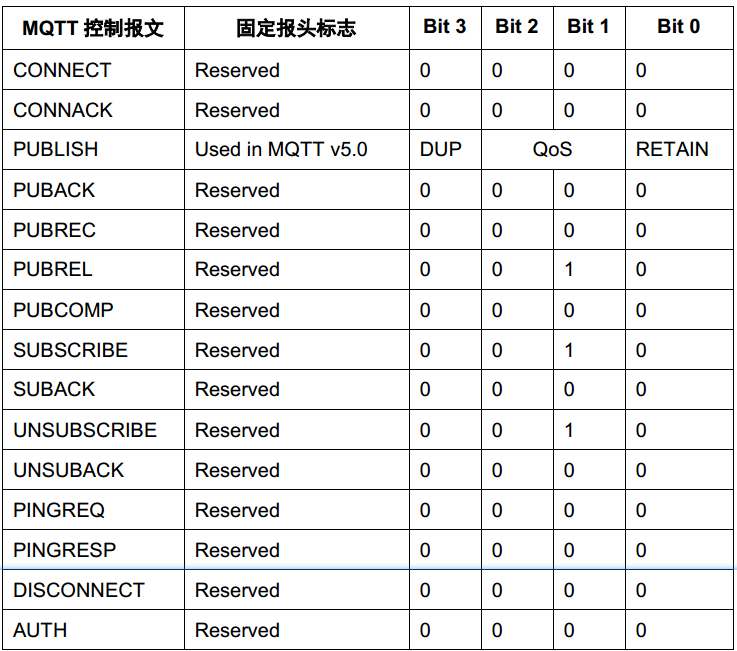 MQTT 控制报文 固定报头标志 Bit 3 Bit 2 Bit 1 Bit 0
CONNECT Reserved 0 0 0 0
CONNACK Reserved 0 0 0 0
PUBLISH Used in MQTT v5.0 DUP QoS RETAIN
PUBACK Reserved 0 0 0 0
PUBREC Reserved 0 0 0 0
PUBREL Reserved 0 0 1 0
PUBCOMP Reserved 0 0 0 0
SUBSCRIBE Reserved 0 0 1 0
SUBACK Reserved 0 0 0 0
UNSUBSCRIBE Reserved 0 0 1 0
UNSUBACK Reserved 0 0 0 0
PINGREQ Reserved 0 0 0 0
PINGRESP Reserved 0 0 0 0
DISCONNECT Reserved 0 0 0 0
AUTH Reserved 0 0 0 0